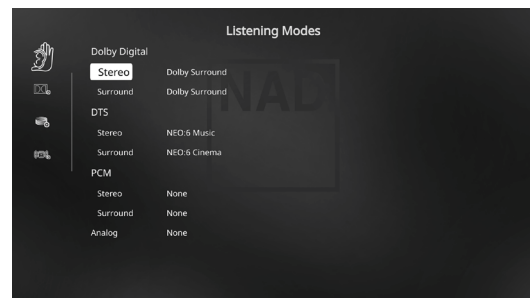 Listening Modes
Dolby Digital
Stereo Dolby Surround
Surround Dolby Surround
DTS
Stereo NEO:6 Music
Surround NEO:6 Cinema
PCM
Stereo None
Surround None
Analog None
NAD